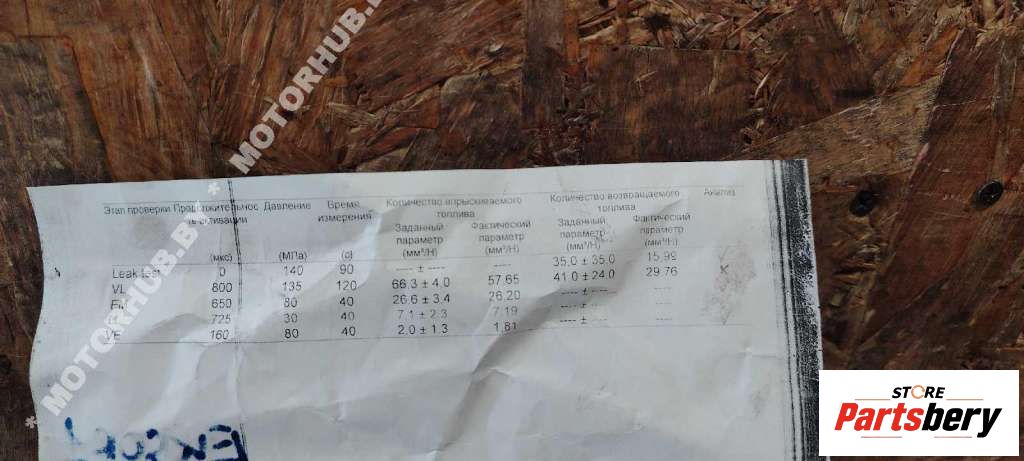 * MOTORHUB.BY * MOTORHUB.B
Этап проверки Продолжительнос Давление Время Количество впрыскиваемого Количество возвращаемого Анализ
активации измерения топлива топлива
Заданный Фактический Заданный Фактический
параметр параметр параметр параметр
(мкс) (МПа) (с) (мм³/H) (мм³/H) (мм³/H) (мм³/H)
Leak test 0 140 90 ---- ± ---- ---- 35.0 ± 35.0 15.99
VL 800 135 120 66.3 ± 4.0 57.65 41.0 ± 24.0 29.76
EM 650 80 40 26.6 ± 3.4 26.20 ---- ± ---- ----
725 30 40 7.1 ± 2.3 7.19 ---- ± ---- ----
VE 160 80 40 2.0 ± 1.3 1.81 ---- ± ---- ----
STORE
Partsbery